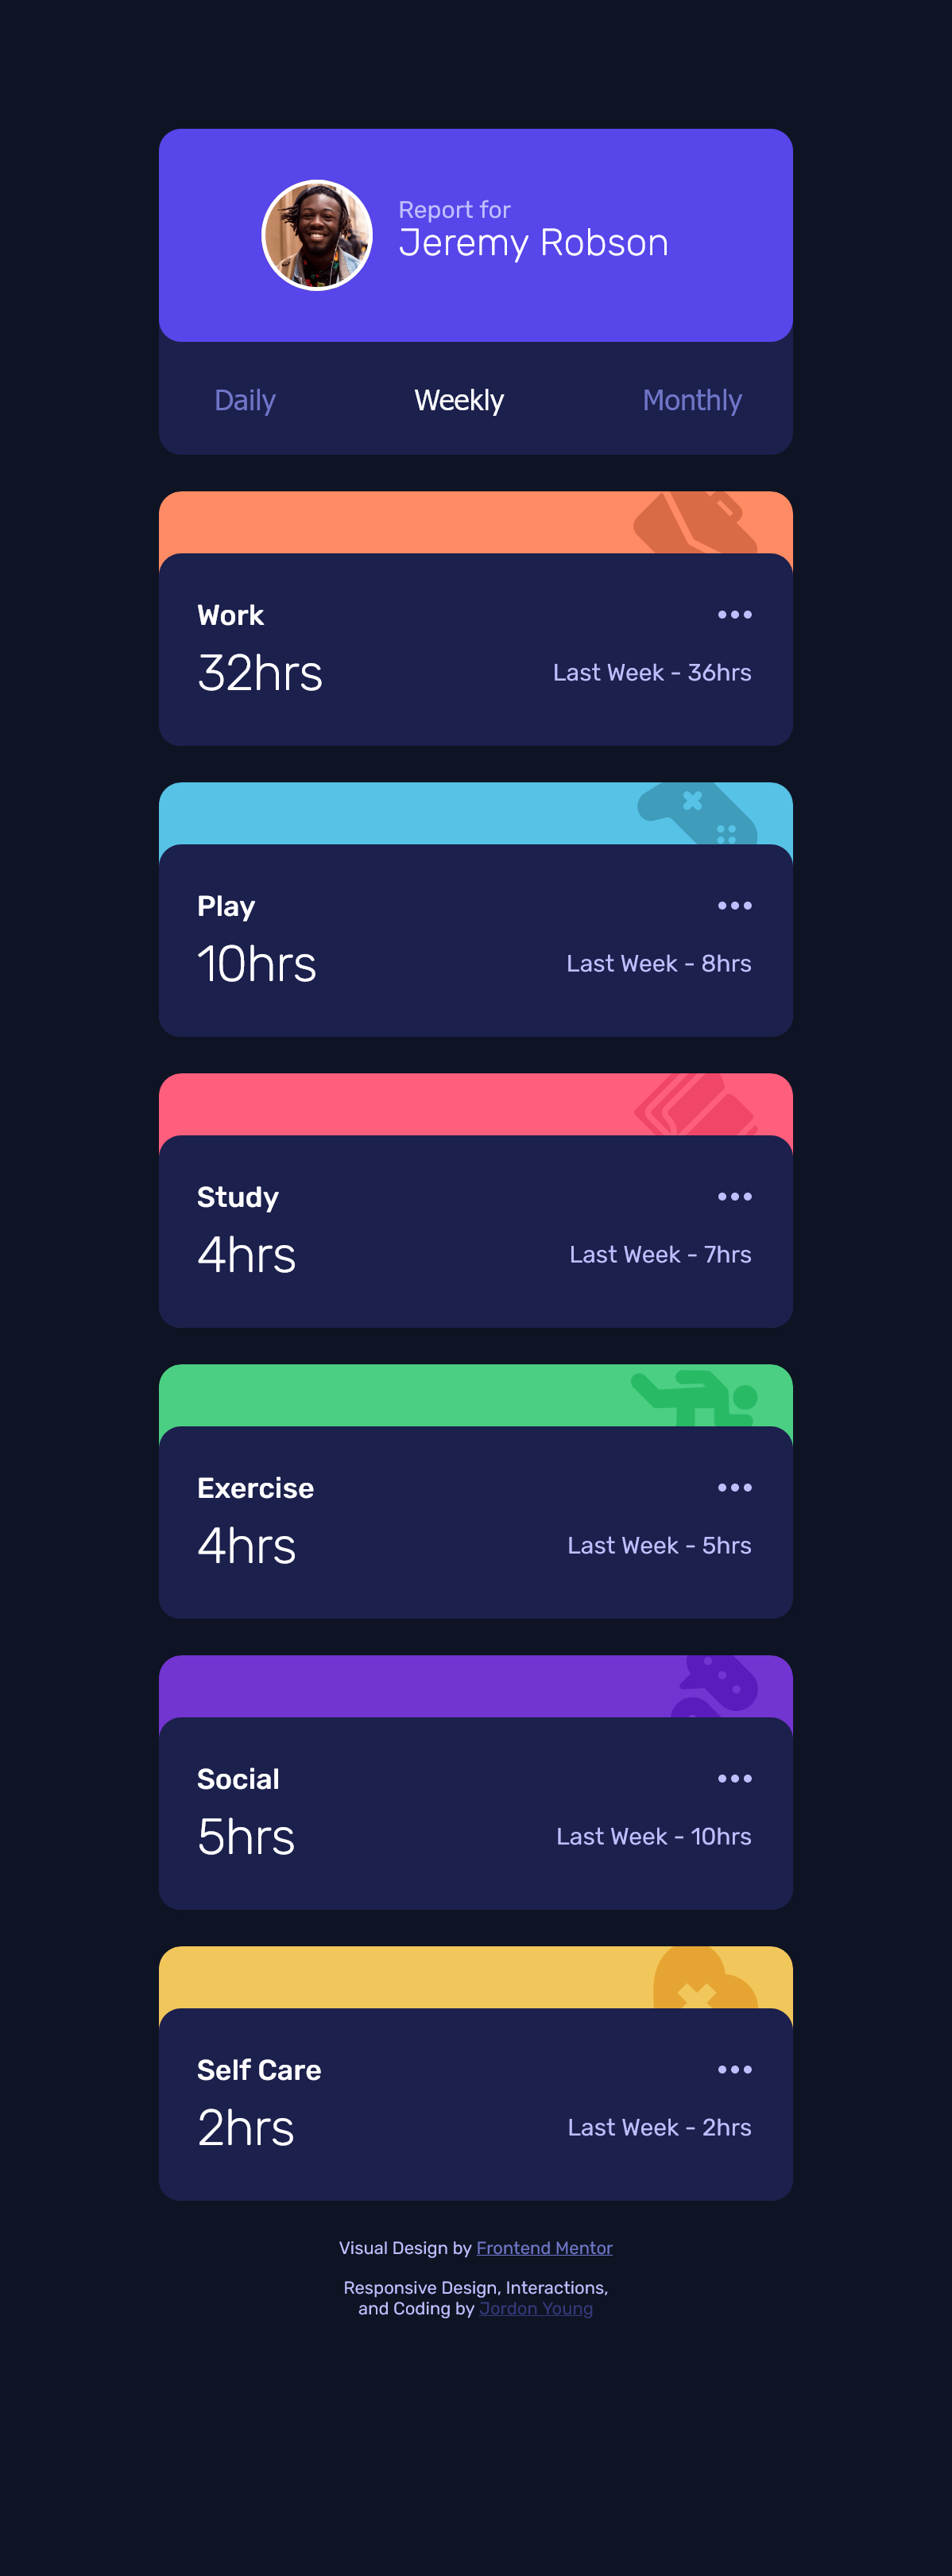 Report for
Jeremy Robson
Daily Weekly Monthly
Work
32hrs Last Week - 36hrs
Play
10hrs Last Week - 8hrs
Study
4hrs Last Week - 7hrs
Exercise
4hrs Last Week - 5hrs
Social
5hrs Last Week - 10hrs
Self Care
2hrs Last Week - 2hrs
Visual Design by Frontend Mentor
Responsive Design, Interactions,
and Coding by Jordon Young